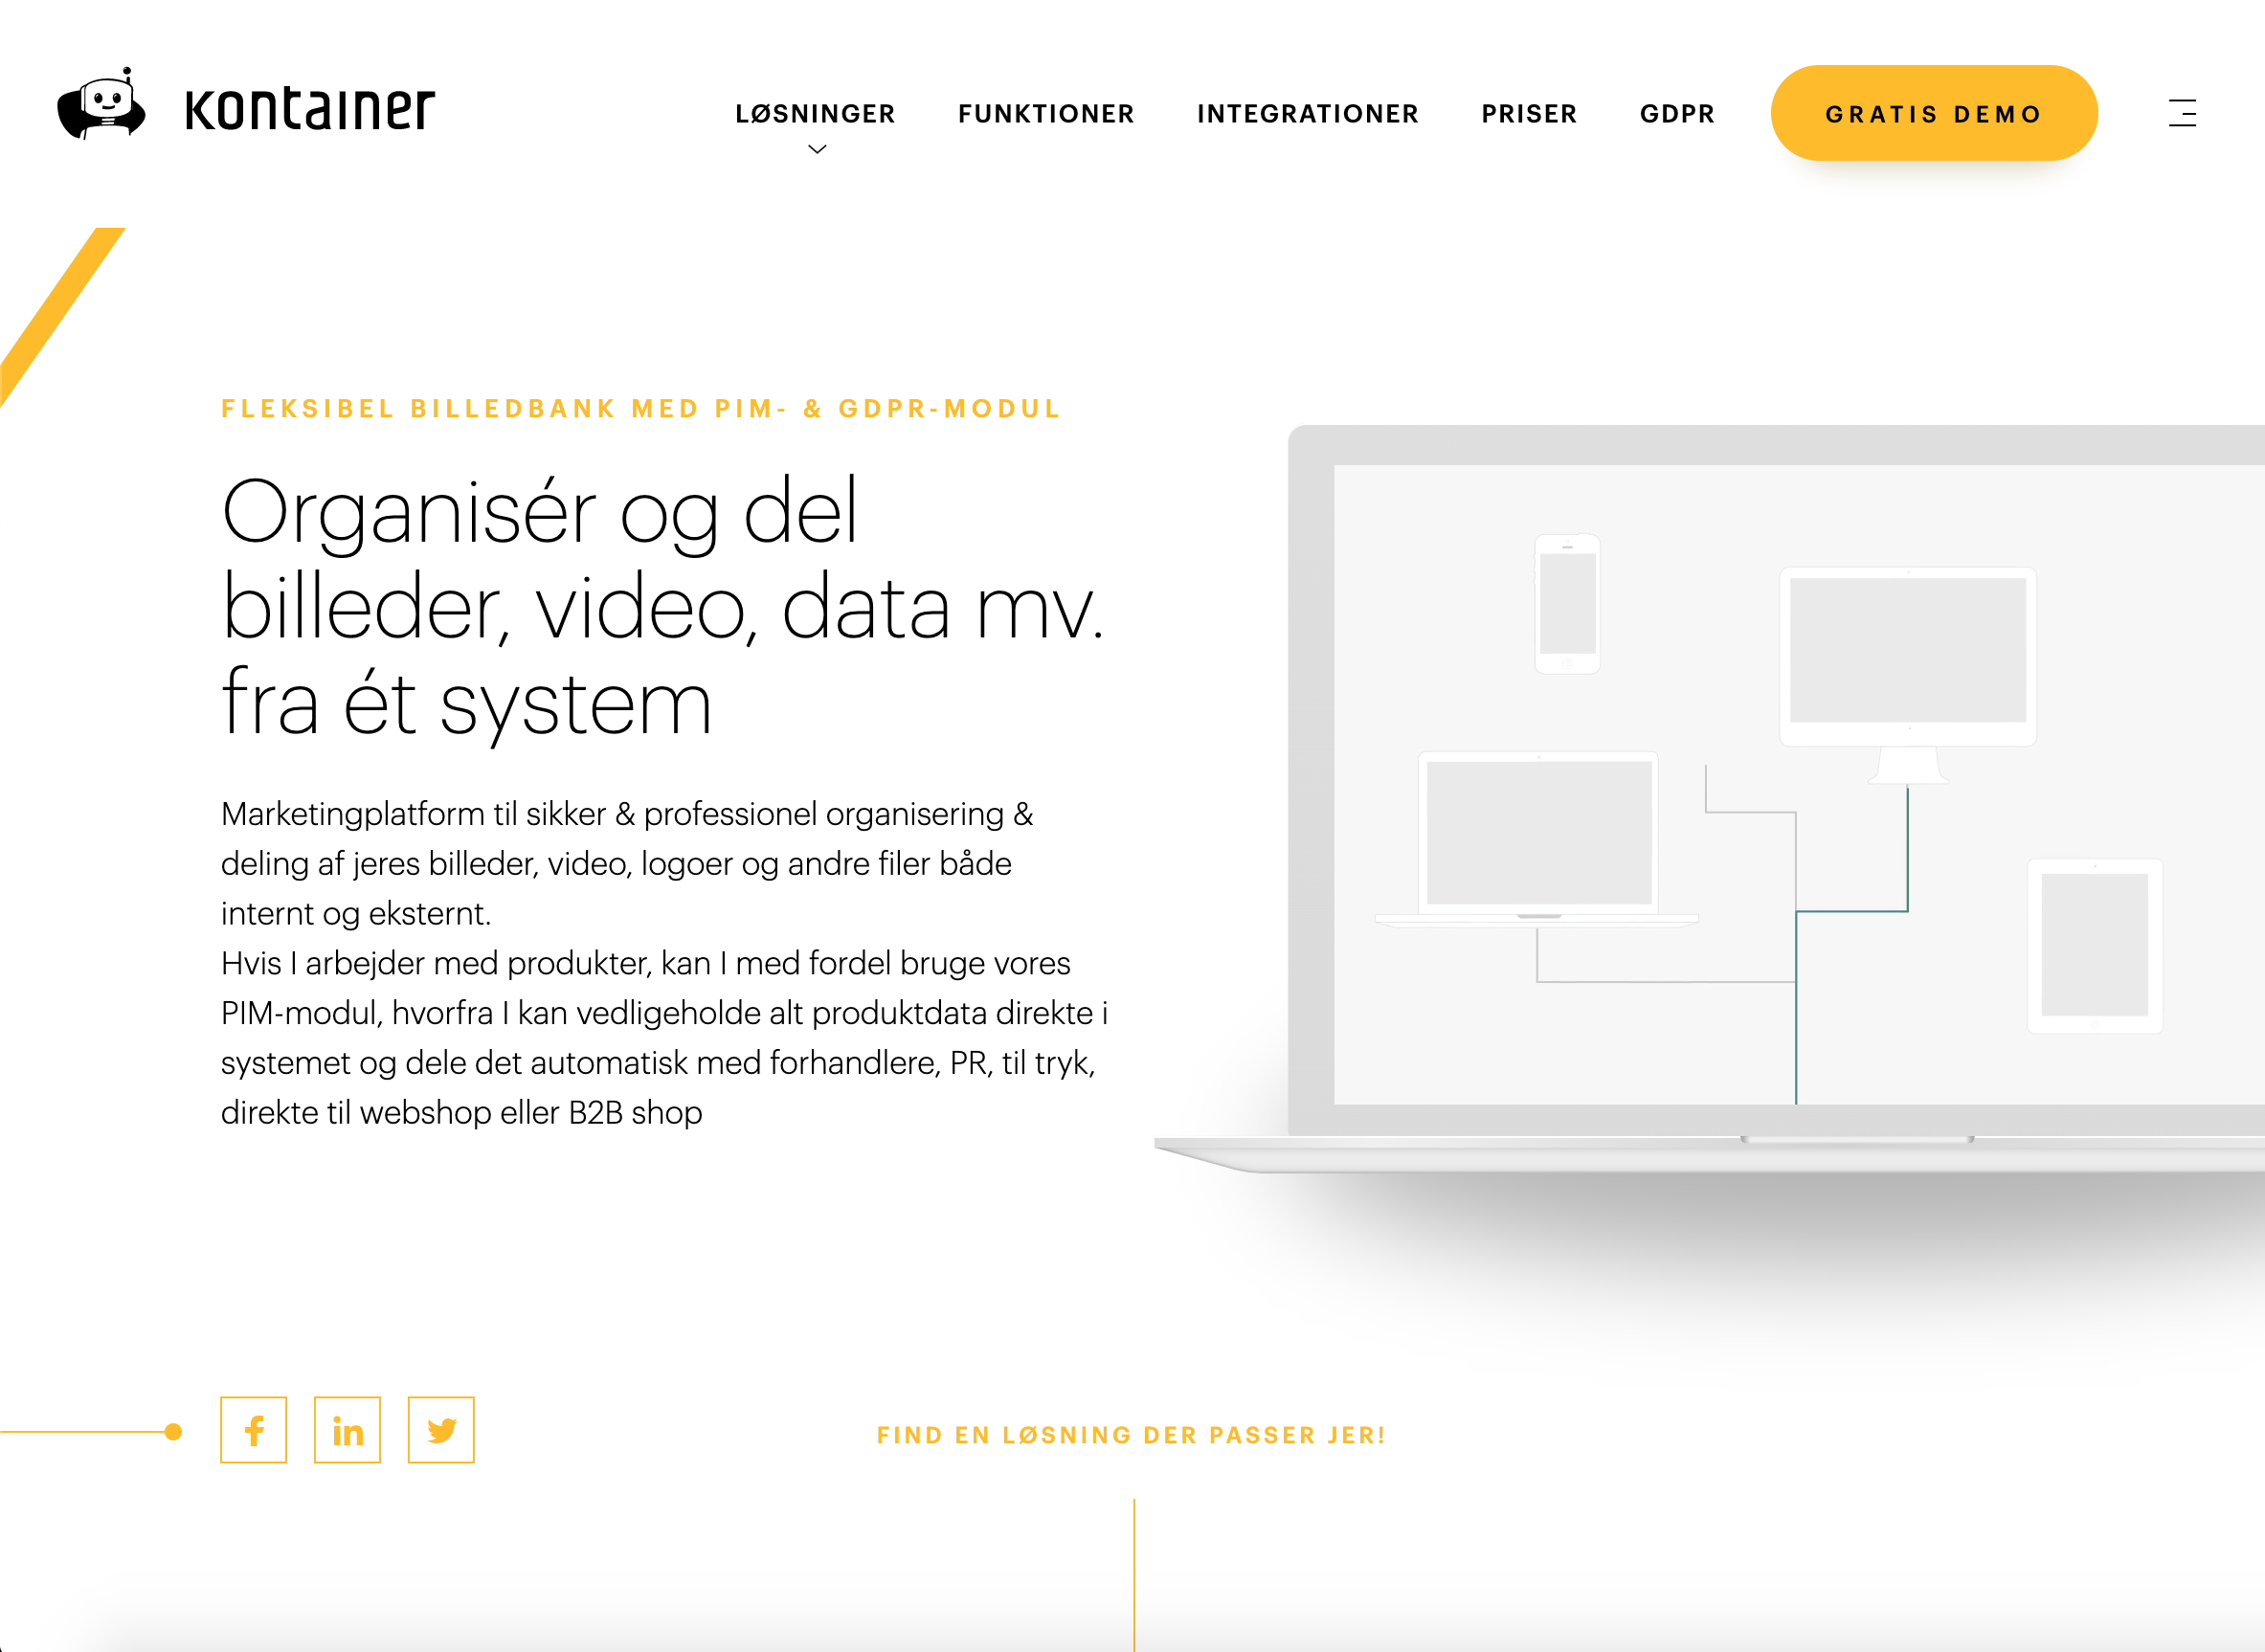 kontainer
LØSNINGER FUNKTIONER INTEGRATIONER PRISER GDPR GRATIS DEMO
FLEKSIBEL BILLEDBANK MED PIM- & GDPR-MODUL
Organisér og del
billeder, video, data mv.
fra ét system
Marketingplatform til sikker & professionel organisering &
deling af jeres billeder, video, logoer og andre filer både
internt og eksternt.
Hvis I arbejder med produkter, kan I med fordel bruge vores
PIM-modul, hvorfra I kan vedligeholde alt produktdata direkte i
systemet og dele det automatisk med forhandlere, PR, til tryk,
direkte til webshop eller B2B shop
FIND EN LØSNING DER PASSER JER!